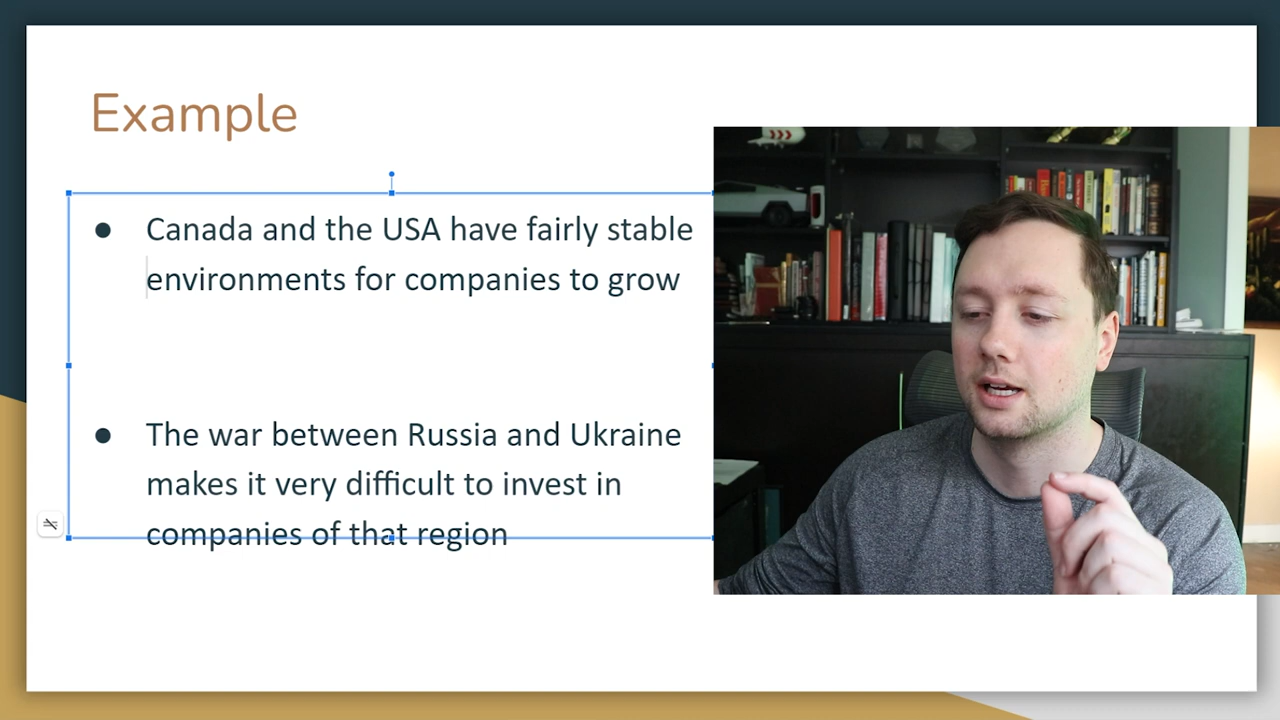 Example
● Canada and the USA have fairly stable
environments for companies to grow
● The war between Russia and Ukraine
makes it very difficult to invest in
companies of that region